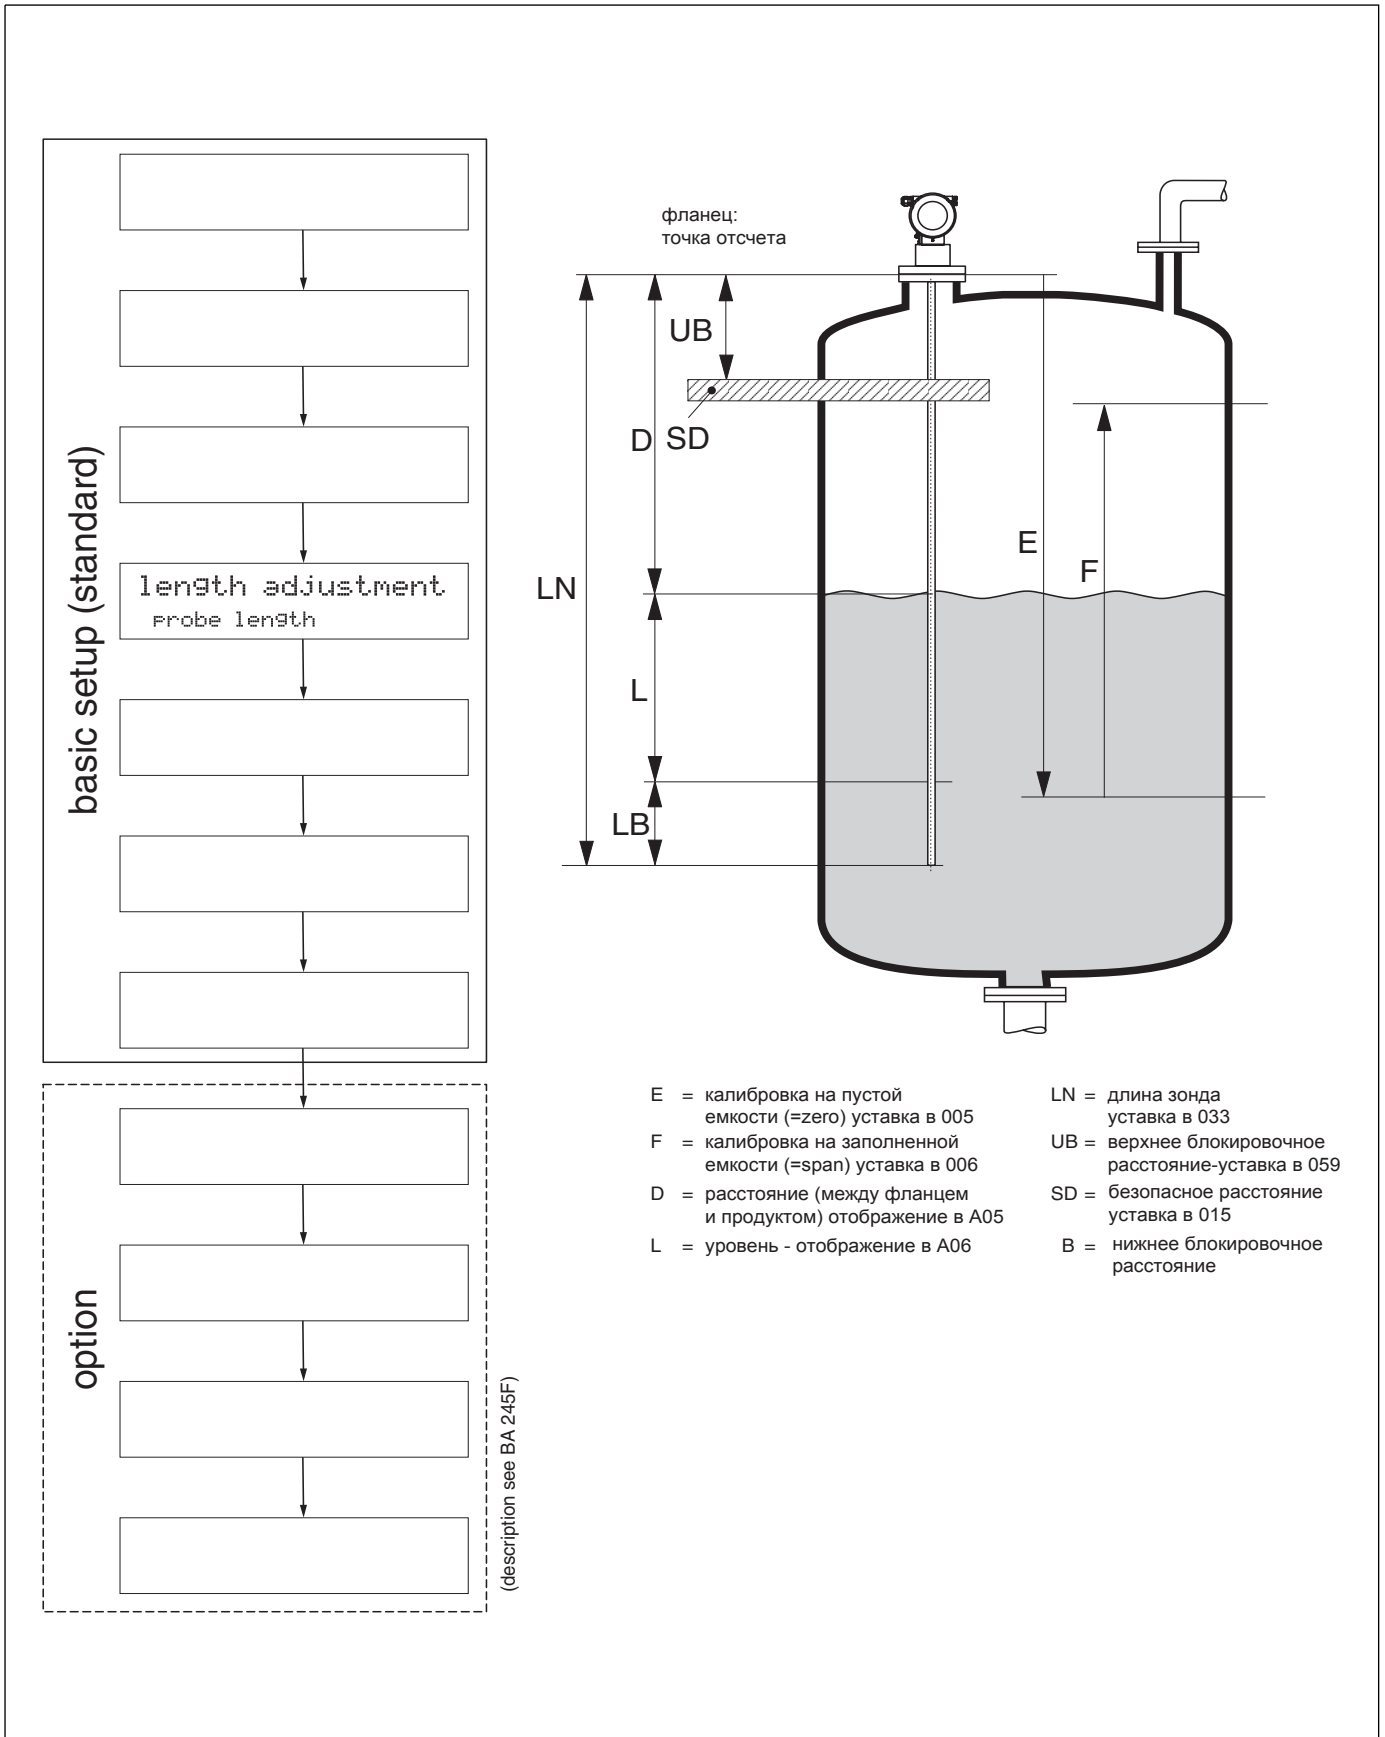 basic setup (standard)
length adjustment
probe length
option
(description see BA 245F)
фланец:
точка отсчета
UB
D
SD
LN
E
F
L
LB
E = калибровка на пустой
емкости (=zero) уставка в 005
F = калибровка на заполненной
емкости (=span) уставка в 006
D = расстояние (между фланцем
и продуктом) отображение в A05
L = уровень - отображение в A06
LN = длина зонда
уставка в 033
UB = верхнее блокировочное
расстояние-уставка в 059
SD = безопасное расстояние
уставка в 015
B = нижнее блокировочное
расстояние